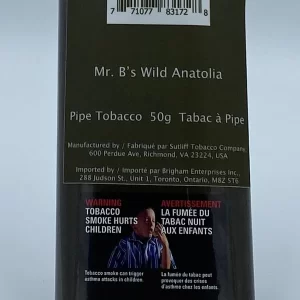 7 71077 83172 8
Mr. B's Wild Anatolia
Pipe Tobacco 50g Tabac à Pipe
Manufactured by / Fabriqué par Sutliff Tobacco Company
600 Perdue Ave, Richmond, VA 23224, USA
Imported by / Importé par Brigham Enterprises Inc.
288 Judson St., Unit 1, Toronto, Ontario, M8Z 5T6
WARNING
TOBACCO
SMOKE HURTS
CHILDREN
Tobacco smoke can trigger
asthma attacks in children.
AVERTISSEMENT
LA FUMÉE DU
TABAC NUIT
AUX ENFANTS
La fumée du tabac peut
provoquer des crises
d'asthme chez les enfants.